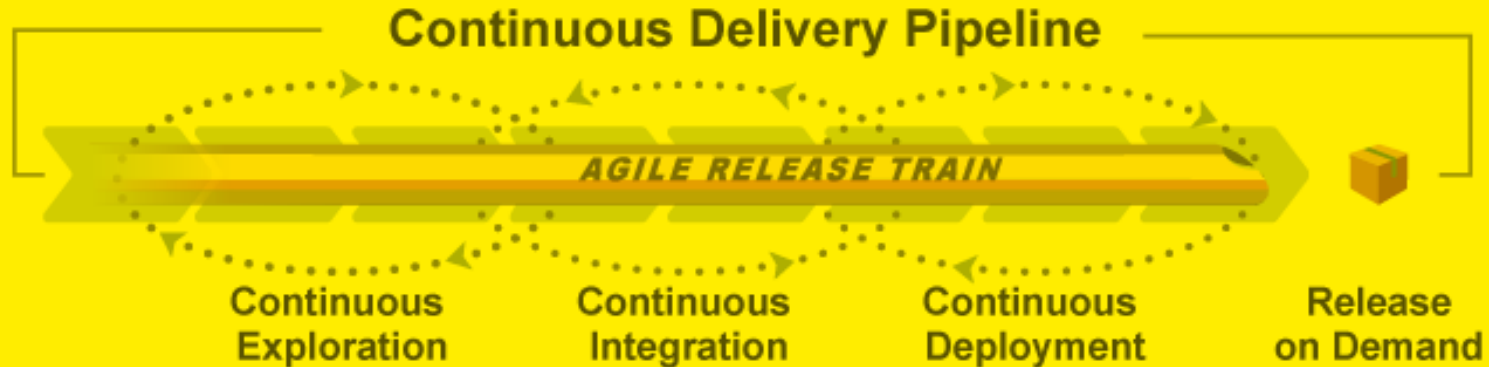 Continuous Delivery Pipeline
AGILE RELEASE TRAIN
Continuous
Exploration
Continuous
Integration
Continuous
Deployment
Release
on Demand